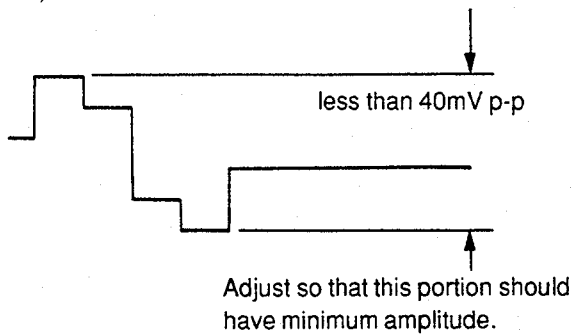 less than 40mV p-p
Adjust so that this portion should
have minimum amplitude.